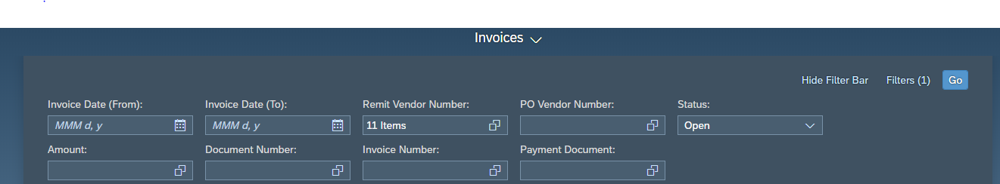 Invoices
Hide Filter Bar Filters (1) Go
Invoice Date (From): Invoice Date (To): Remit Vendor Number: PO Vendor Number: Status:
MMM d, y MMM d, y 11 Items Open
Amount: Document Number: Invoice Number: Payment Document: